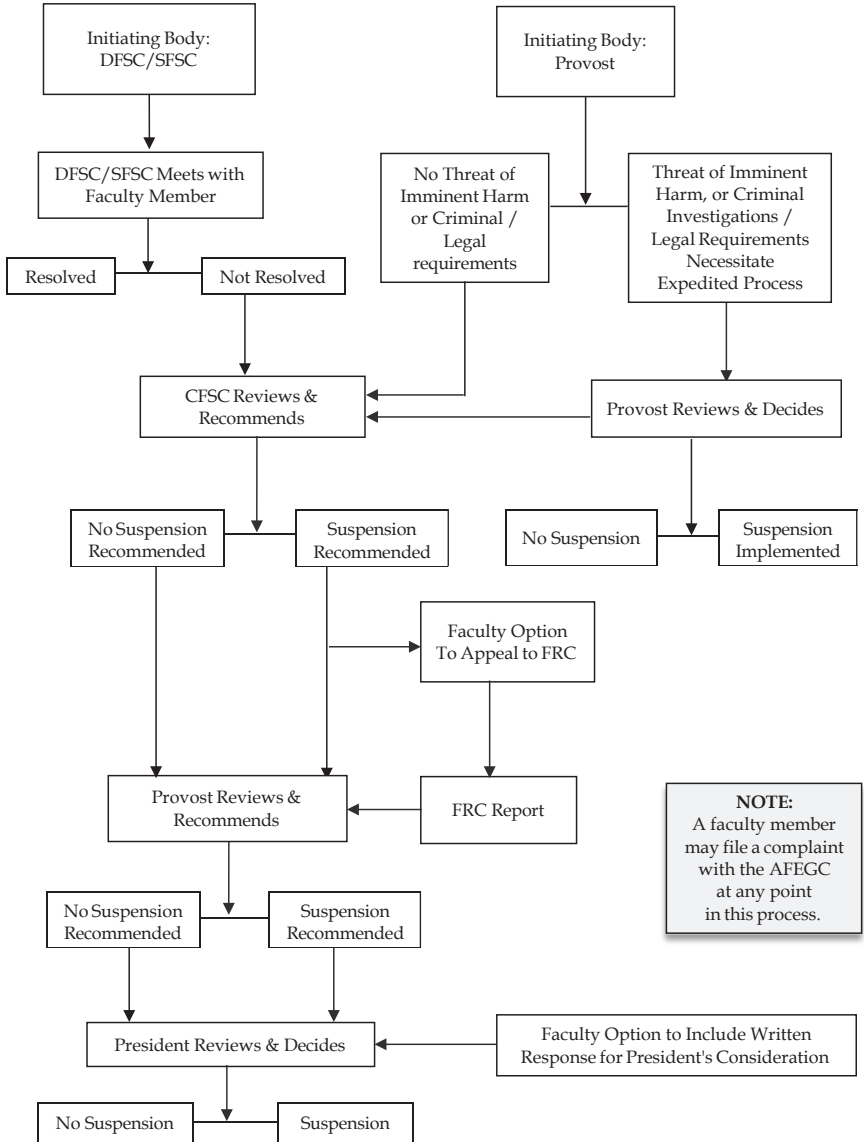 Initiating Body:
DFSC/SFSC
Initiating Body:
Provost
DFSC/SFSC Meets with
Faculty Member
No Threat of
Imminent Harm
or Criminal /
Legal
requirements
Threat of Imminent
Harm, or Criminal
Investigations /
Legal Requirements
Necessitate
Expedited Process
Resolved
Not Resolved
CFSC Reviews &
Recommends
Provost Reviews & Decides
No Suspension
Recommended
Suspension
Recommended
No Suspension
Suspension
Implemented
Faculty Option
To Appeal to FRC
Provost Reviews &
Recommends
FRC Report
NOTE:
A faculty member
may file a complaint
with the AFEGC
at any point
in this process.
No Suspension
Recommended
Suspension
Recommended
President Reviews & Decides
Faculty Option to Include Written
Response for President's Consideration
No Suspension
Suspension